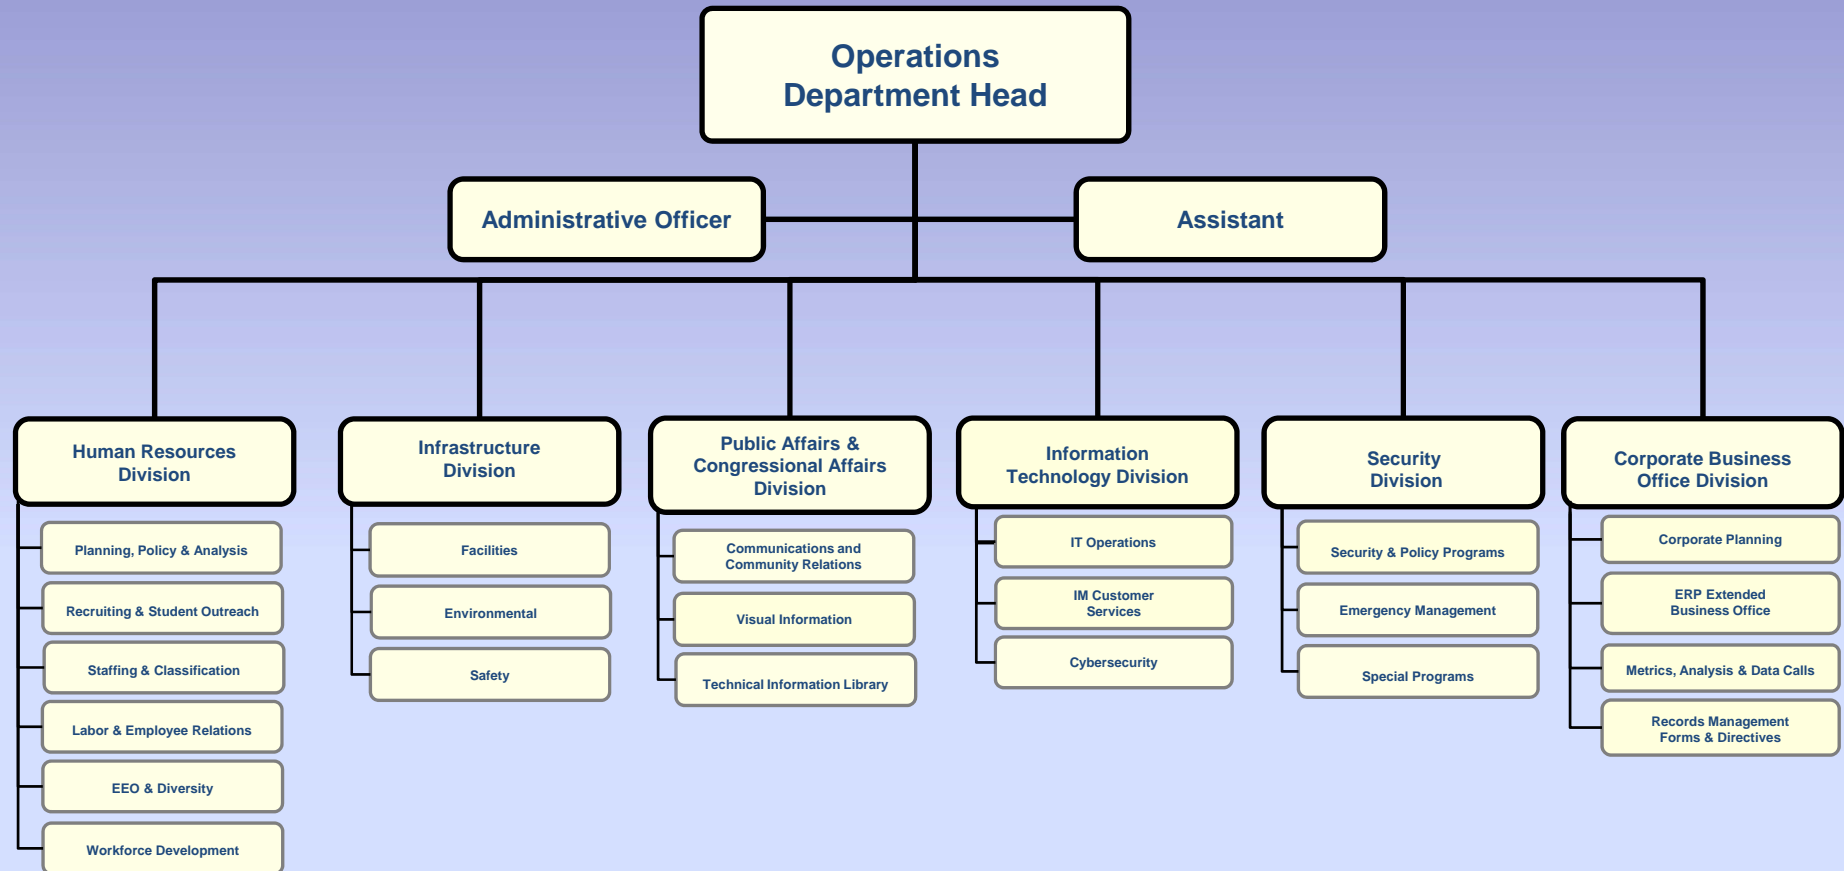 Operations
Department Head
Administrative Officer
Assistant
Human Resources
Division
Planning, Policy & Analysis
Recruiting & Student Outreach
Staffing & Classification
Labor & Employee Relations
EEO & Diversity
Workforce Development
Infrastructure
Division
Facilities
Environmental
Safety
Public Affairs &
Congressional Affairs
Division
Communications and
Community Relations
Visual Information
Technical Information Library
Information
Technology Division
IT Operations
IM Customer
Services
Cybersecurity
Security
Division
Security & Policy Programs
Emergency Management
Special Programs
Corporate Business
Office Division
Corporate Planning
ERP Extended
Business Office
Metrics, Analysis & Data Calls
Records Management
Forms & Directives